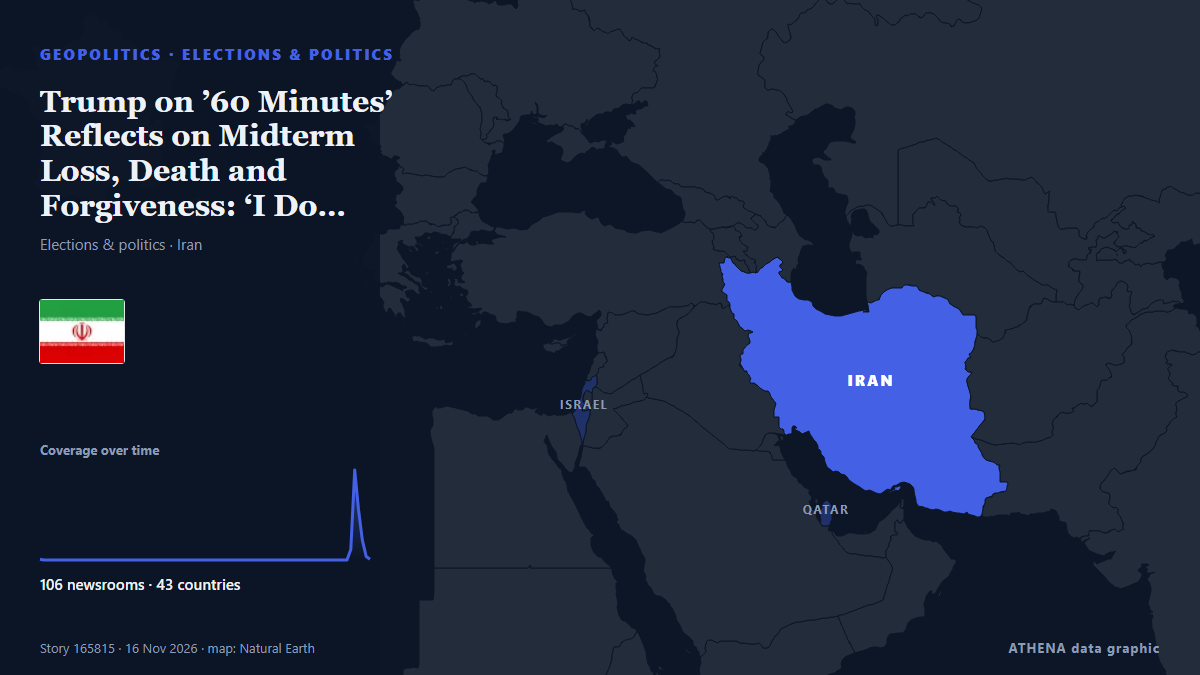 GEOPOLITICS · ELECTIONS & POLITICS
Trump on ’60 Minutes’
Reflects on Midterm
Loss, Death and
Forgiveness: ‘I Do...
Elections & politics · Iran
IRAN
ISRAEL
QATAR
Coverage over time
106 newsrooms · 43 countries
Story 165815 · 16 Nov 2026 · map: Natural Earth
ATHENA data graphic